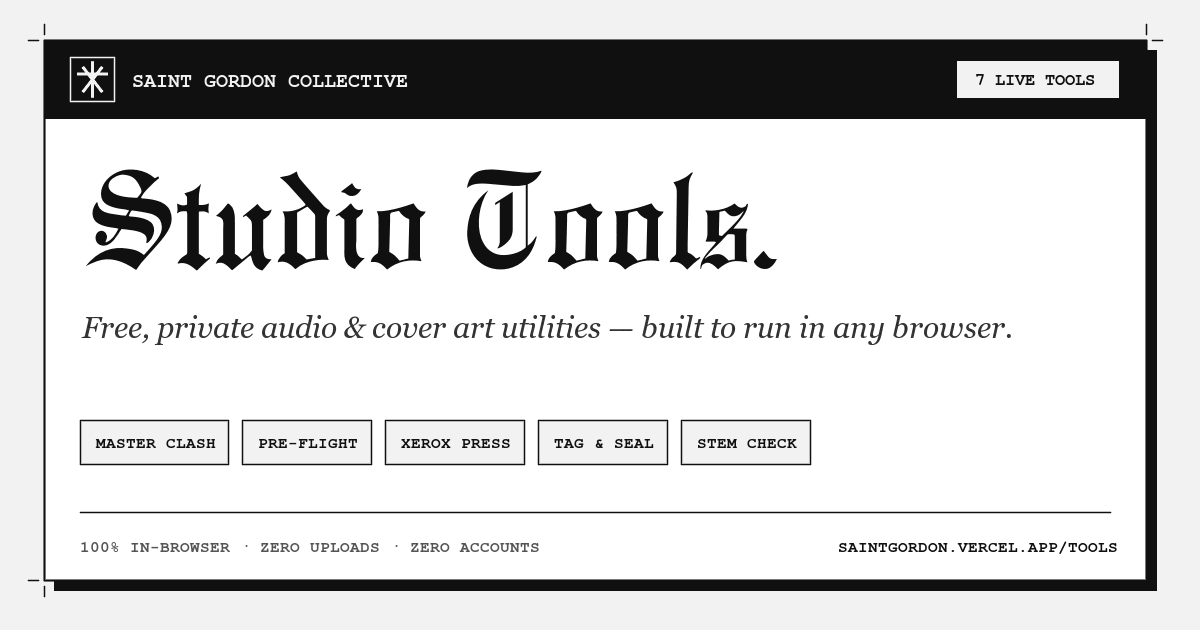 SAINT GORDON COLLECTIVE
7 LIVE TOOLS
Studio Tools.
Free, private audio & cover art utilities — built to run in any browser.
MASTER CLASH
PRE-FLIGHT
XEROX PRESS
TAG & SEAL
STEM CHECK
100% IN-BROWSER · ZERO UPLOADS · ZERO ACCOUNTS
SAINTGORDON.VERCEL.APP/TOOLS